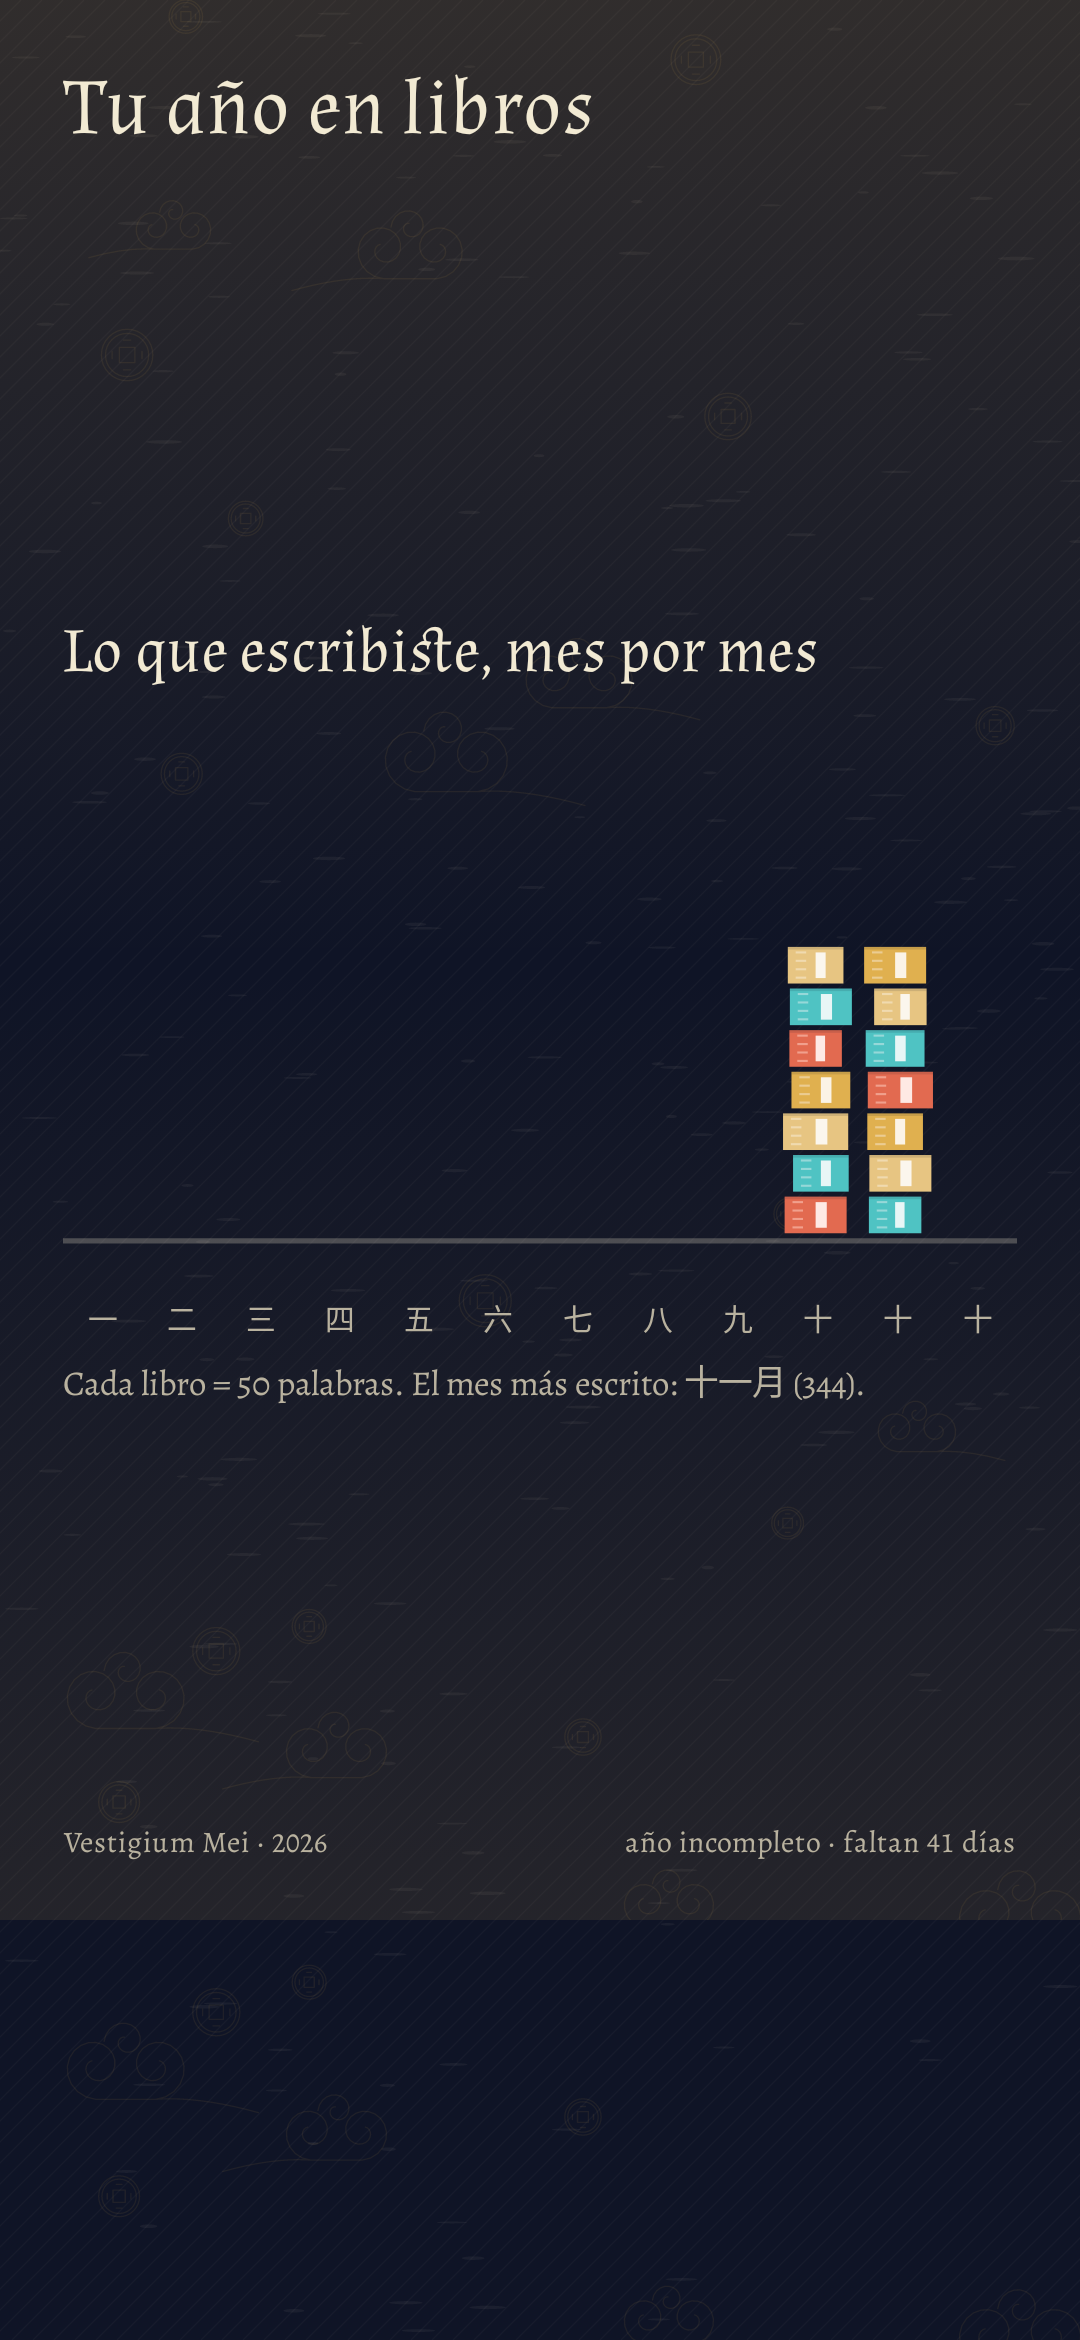 Tu año en libros
Lo que escribiste, mes por mes
一 二 三 四 五 六 七 八 九 十 十 十
Cada libro = 50 palabras. El mes más escrito: 十一月 (344).
Vestigium Mei · 2026
año incompleto · faltan 41 días